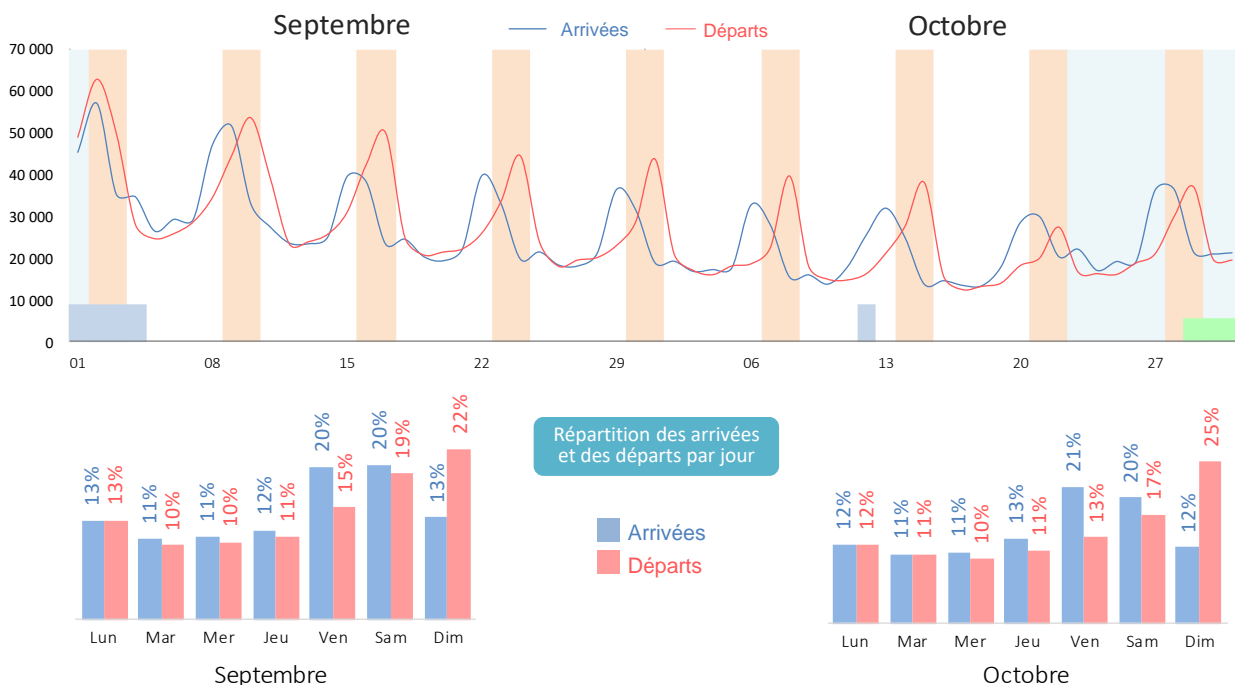 Septembre
Arrivées
Départs
Octobre
70 000
60 000
50 000
40 000
30 000
20 000
10 000
0
01 08 15 22 29 06 13 20 27
13% 13% 11% 10% 11% 10% 12% 11% 20% 15% 20% 19% 13% 22%
Lun Mar Mer Jeu Ven Sam Dim
Septembre
Répartition des arrivées
et des départs par jour
Arrivées
Départs
12% 12% 11% 11% 11% 10% 13% 11% 21% 13% 20% 17% 12% 25%
Lun Mar Mer Jeu Ven Sam Dim
Octobre